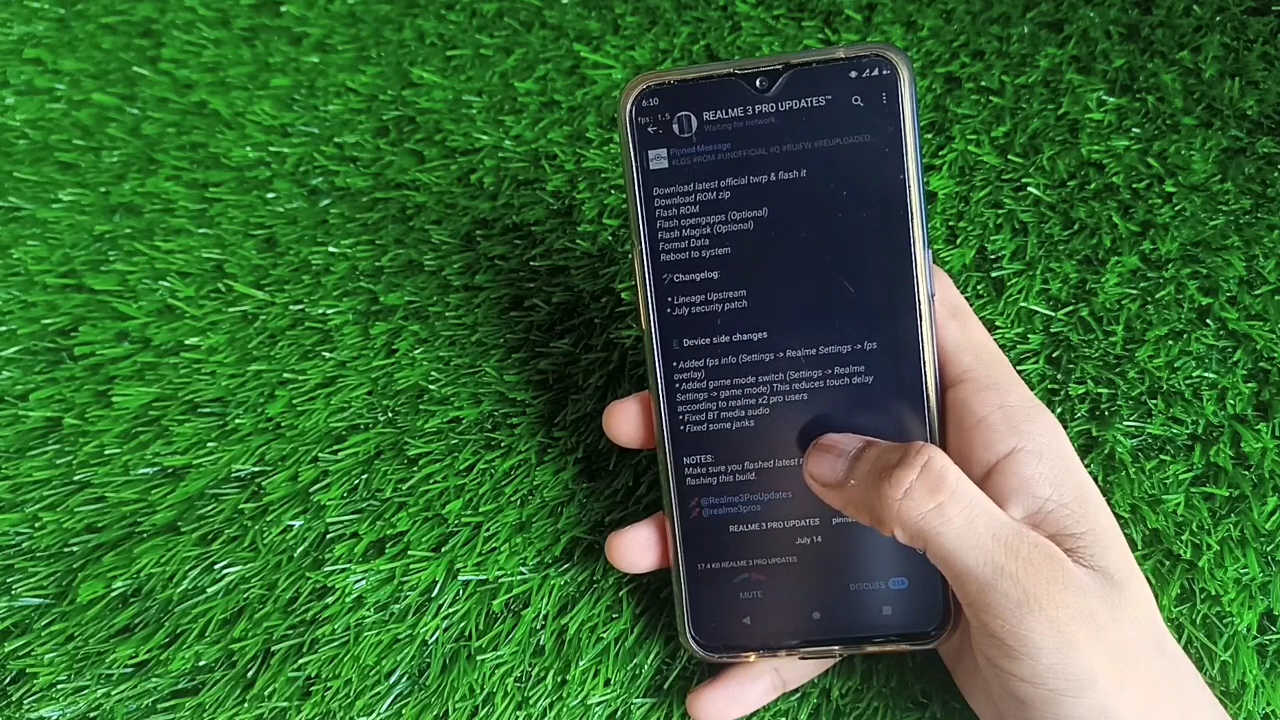 6:10
fps: 1.5
REALME 3 PRO UPDATES™
Waiting for network...
Pinned Message
#LOS #ROM #UNOFFICIAL #Q #RUIFW #REUPLOADED...
Download latest official twrp & flash it
Download ROM zip
Flash ROM
Flash opengapps (Optional)
Flash Magisk (Optional)
Format Data
Reboot to system
Changelog:
* Lineage Upstream
* July security patch
Device side changes
* Added fps info (Settings -> Realme Settings -> fps
overlay)
* Added game mode switch (Settings -> Realme
Settings -> game mode) This reduces touch delay
according to realme x2 pro users
* Fixed BT media audio
* Fixed some janks
NOTES:
Make sure you flashed latest
flashing this build.
@Realme3ProUpdates
@realme3pros
REALME 3 PRO UPDATES pinned
July 14
17.4 KB REALME 3 PRO UPDATES
MUTE
DISCUSS